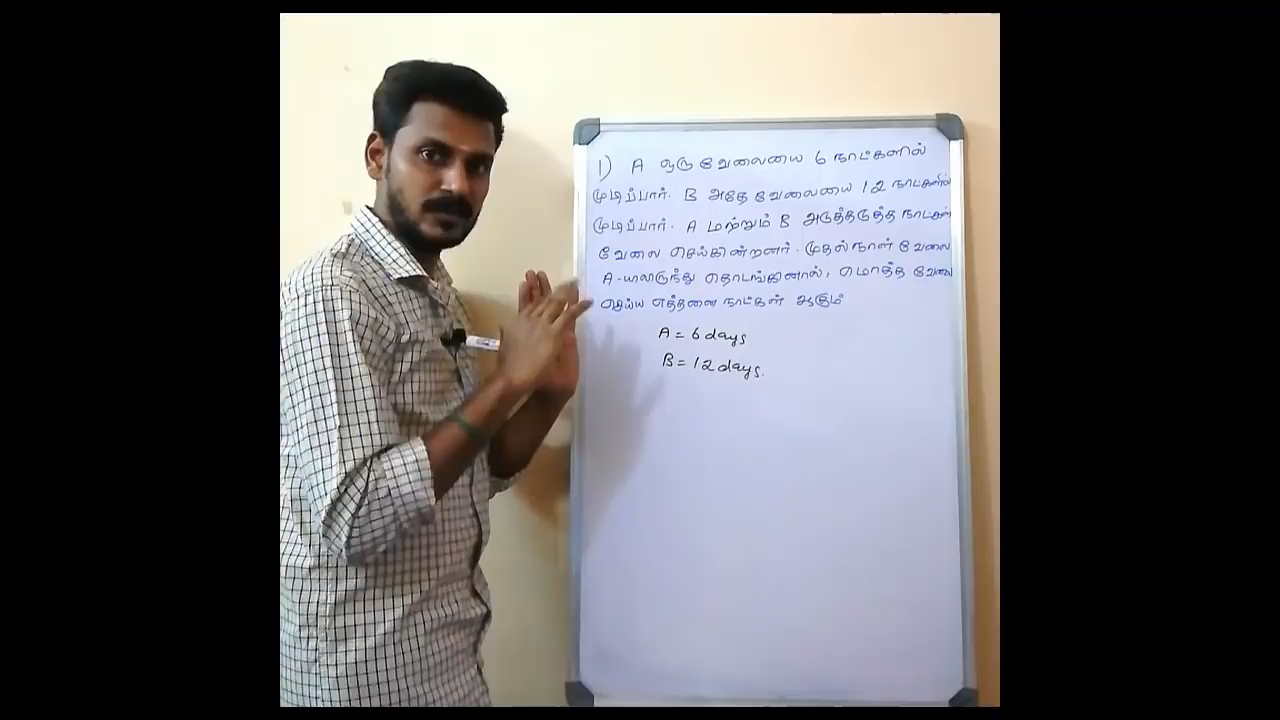 1) A ஒரு வேலையை 6 நாட்களில்
முடிப்பார். B அதே வேலையை 12 நாட்களில்
முடிப்பார். A மற்றும் B அடுத்தடுத்த நாட்கள்
வேலை செய்கின்றனர். முதல் நாள் வேலை
A-யிலிருந்து தொடங்கினால், மொத்த வேலை
செய்ய எத்தனை நாட்கள் ஆகும்
A = 6 days
B = 12 days.